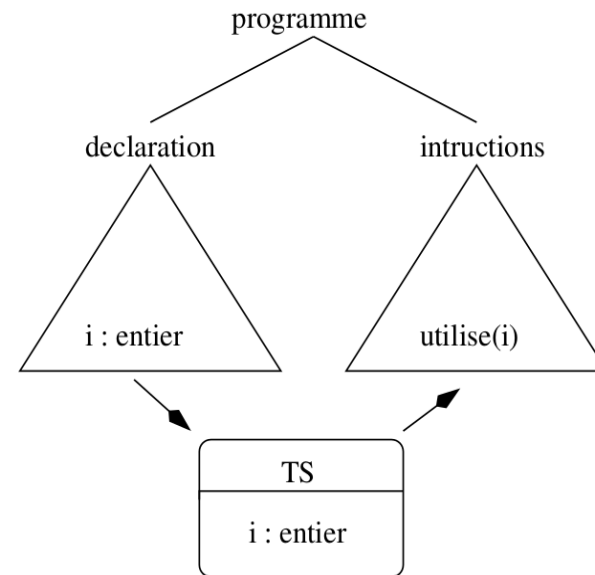 programme
declaration
intructions
i : entier
utilise(i)
TS
i : entier